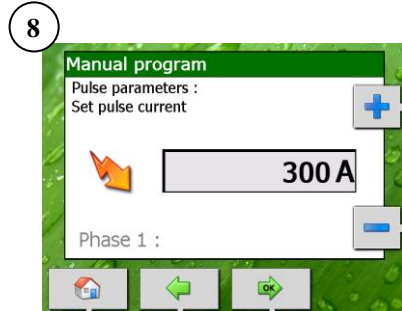 8
Manual program
Pulse parameters :
Set pulse current
300 A
Phase 1 :
OK